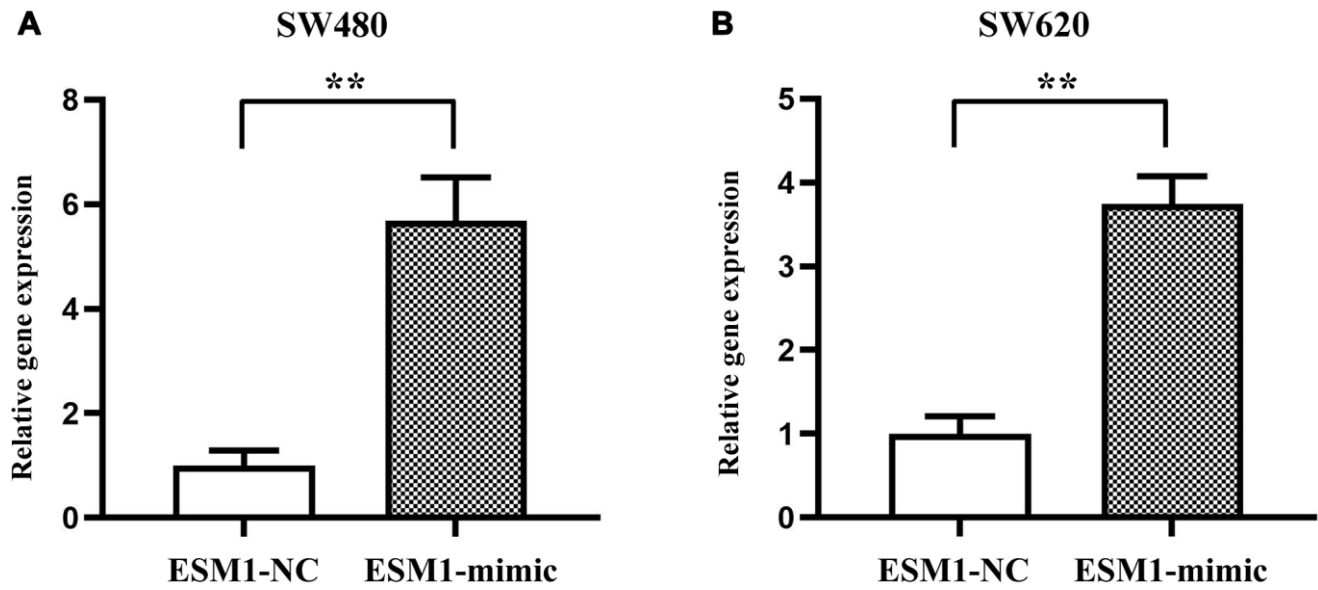 A
SW480
**
8
6
4
2
0
Relative gene expression
ESM1-NC
ESM1-mimic
B
SW620
**
5
4
3
2
1
0
Relative gene expression
ESM1-NC
ESM1-mimic